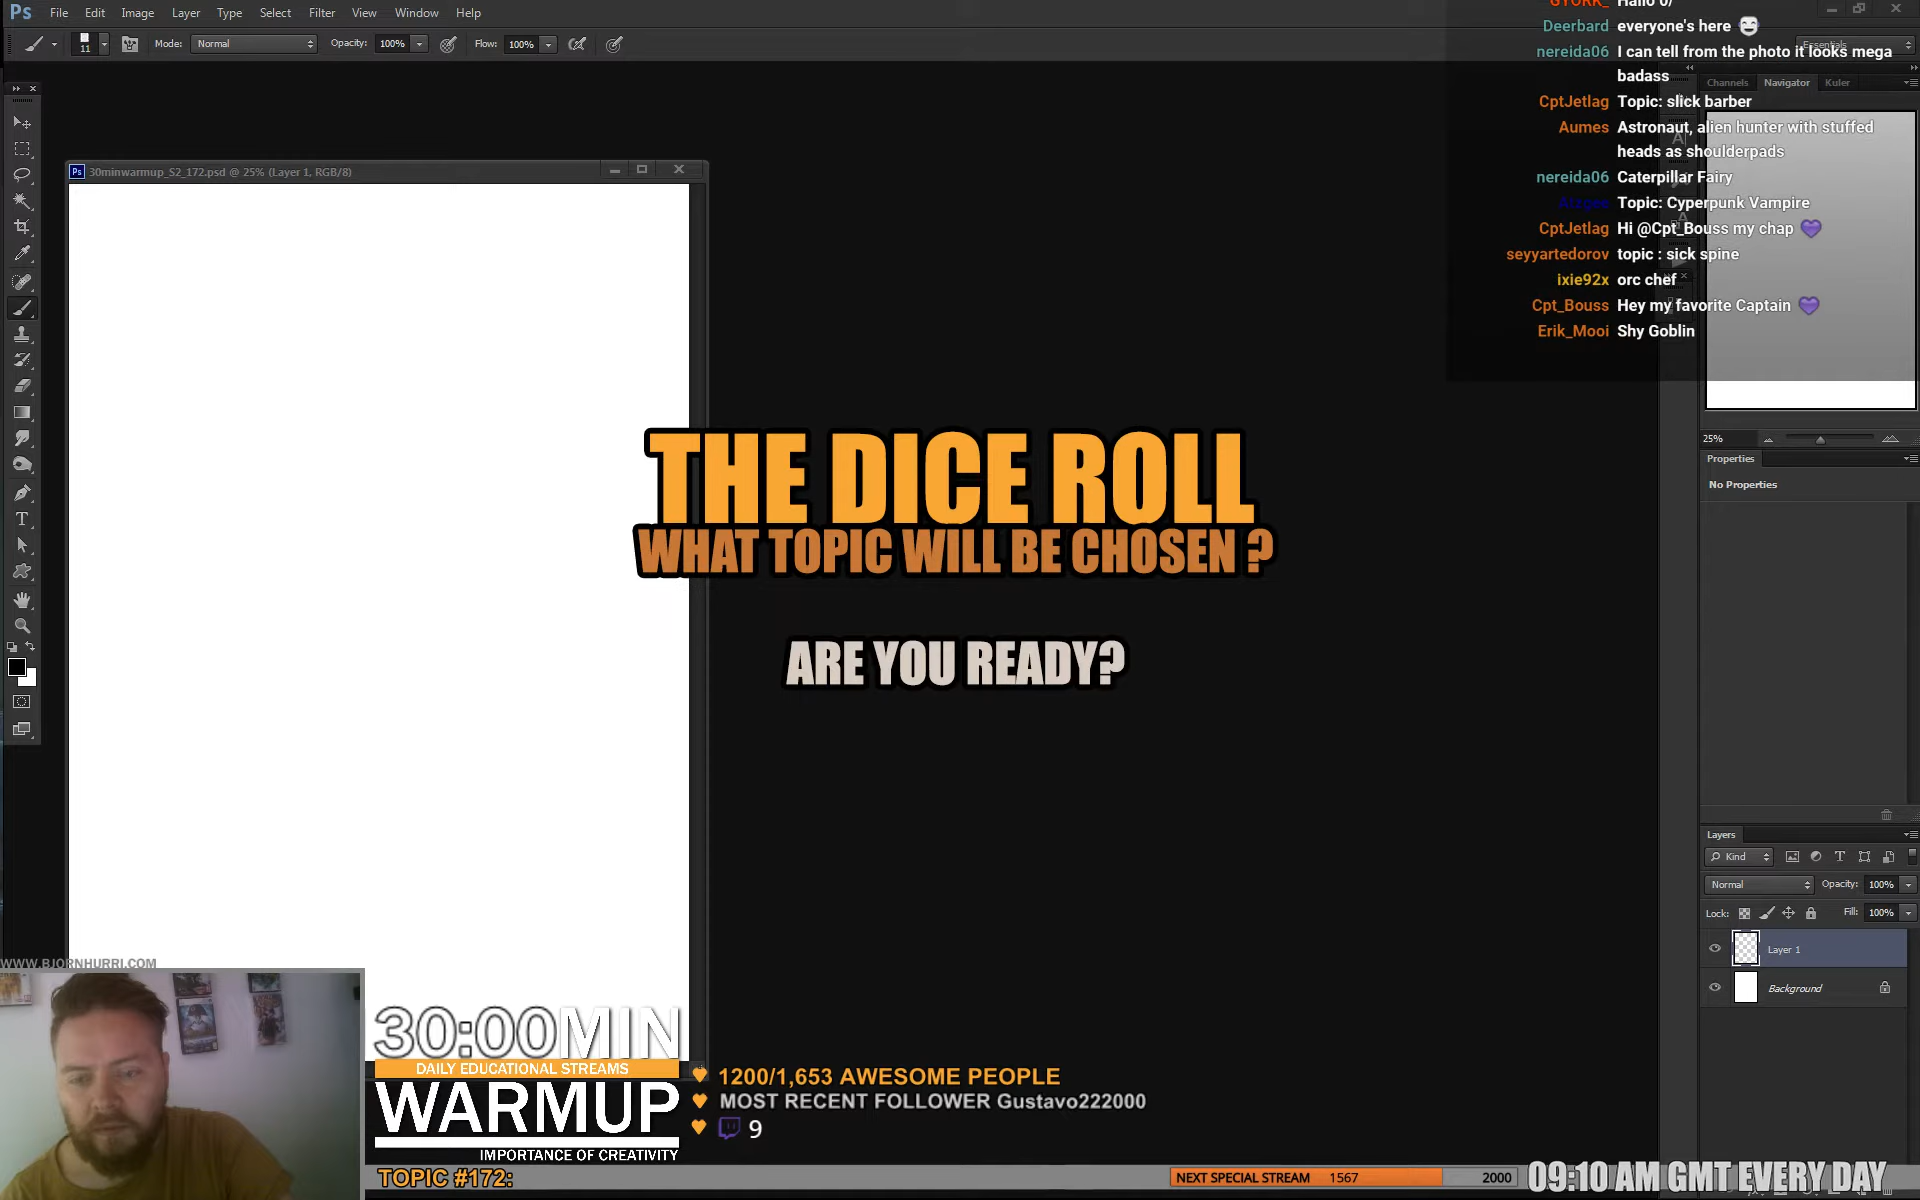 Ps File Edit Image Layer Type Select Filter View Window Help
11 Mode: Normal Opacity: 100% Flow: 100%
Essentials
30minwarmup_S2_172.psd @ 25% (Layer 1, RGB/8)
GYORK_ Hallo o/
Deerbard everyone's here
nereida06 I can tell from the photo it looks mega
badass
CptJetlag Topic: slick barber
Aumes Astronaut, alien hunter with stuffed
heads as shoulderpads
nereida06 Caterpillar Fairy
Topic: Cyperpunk Vampire
CptJetlag Hi @Cpt_Bouss my chap
seyyartedorov topic : sick spine
ixie92x orc chef
Cpt_Bouss Hey my favorite Captain
Erik_Mooi Shy Goblin
Channels Navigator Kuler
25%
Properties
No Properties
THE DICE ROLL
WHAT TOPIC WILL BE CHOSEN ?
ARE YOU READY?
Layers
Kind
Normal Opacity: 100%
Lock: Fill: 100%
Layer 1
Background
WWW.BJORNHURRI.COM
30:00MIN
DAILY EDUCATIONAL STREAMS
WARMUP
IMPORTANCE OF CREATIVITY
1200/1,653 AWESOME PEOPLE
MOST RECENT FOLLOWER Gustavo222000
9
TOPIC #172:
NEXT SPECIAL STREAM 1567 2000
09:10 AM GMT EVERY DAY